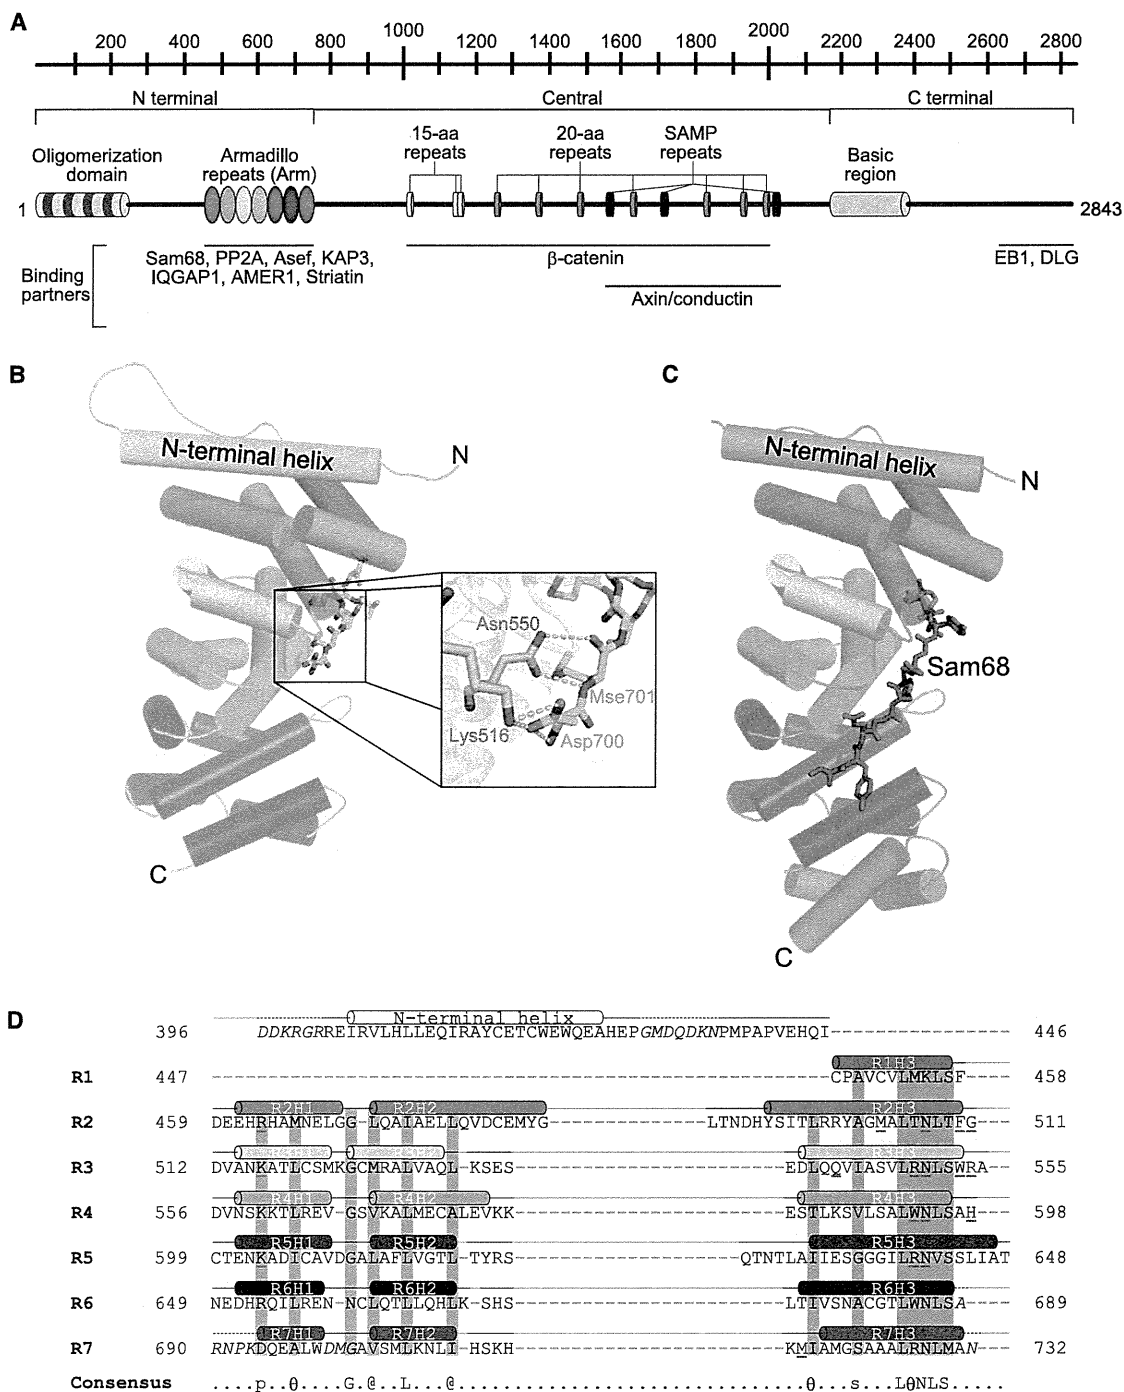 A
200 400 600 800 1000 1200 1400 1600 1800 2000 2200 2400 2600 2800
N terminal Central C terminal
15-aa repeats 20-aa repeats SAMP repeats
Oligomerization domain Armadillo repeats (Arm) Basic region
1 2843
Binding partners
Sam68, PP2A, Asef, KAP3,
IQGAP1, AMER1, Striatin
β-catenin
EB1, DLG
Axin/conductin
B
N-terminal helix
N
Asn550
Mse701
Lys516
Asp700
C
C
N-terminal helix
N
Sam68
C
D
N-terminal helix
396 DDKRGRREIRVLHLLEQIRAYCETCWEWQEAHEPGMDQDKNPMPAPVEHQI 446
R1H3
R1 447 CPAVCVLMKLSF 458
R2H1 R2H2 R2H3
R2 459 DEEHRHAMNELGG-LQAIAELLQVDCEMYG LTNDHYSITLRRYAGMALTNLTFG 511
R3H1 R3H2 R3H3
R3 512 DVANKATLCSMKGCMRALVAQL-KSES EDLQQVIASVLRNLSWRA 555
R4H1 R4H2 R4H3
R4 556 DVNSKKTLREV-GSVKALMECALEVKK ESTLKSVLSALWNLSAH 598
R5H1 R5H2 R5H3
R5 599 CTENKADICAVDGALAFLVGTL-TYRS QTNTLAIIESGGGILRNVSSLIAT 648
R6H1 R6H2 R6H3
R6 649 NEDHRQILREN-NCLQTLLQHLK-SHS LTIVSNACGTLWNLSA 689
R7H1 R7H2 R7H3
R7 690 RNPKDQEALWDMGAVSMLKNLI-HSKH KMIAMGSAAALRNLMAN 732
Consensus ....p..θ....G.@..L...@.... θ...s...LθNLS...